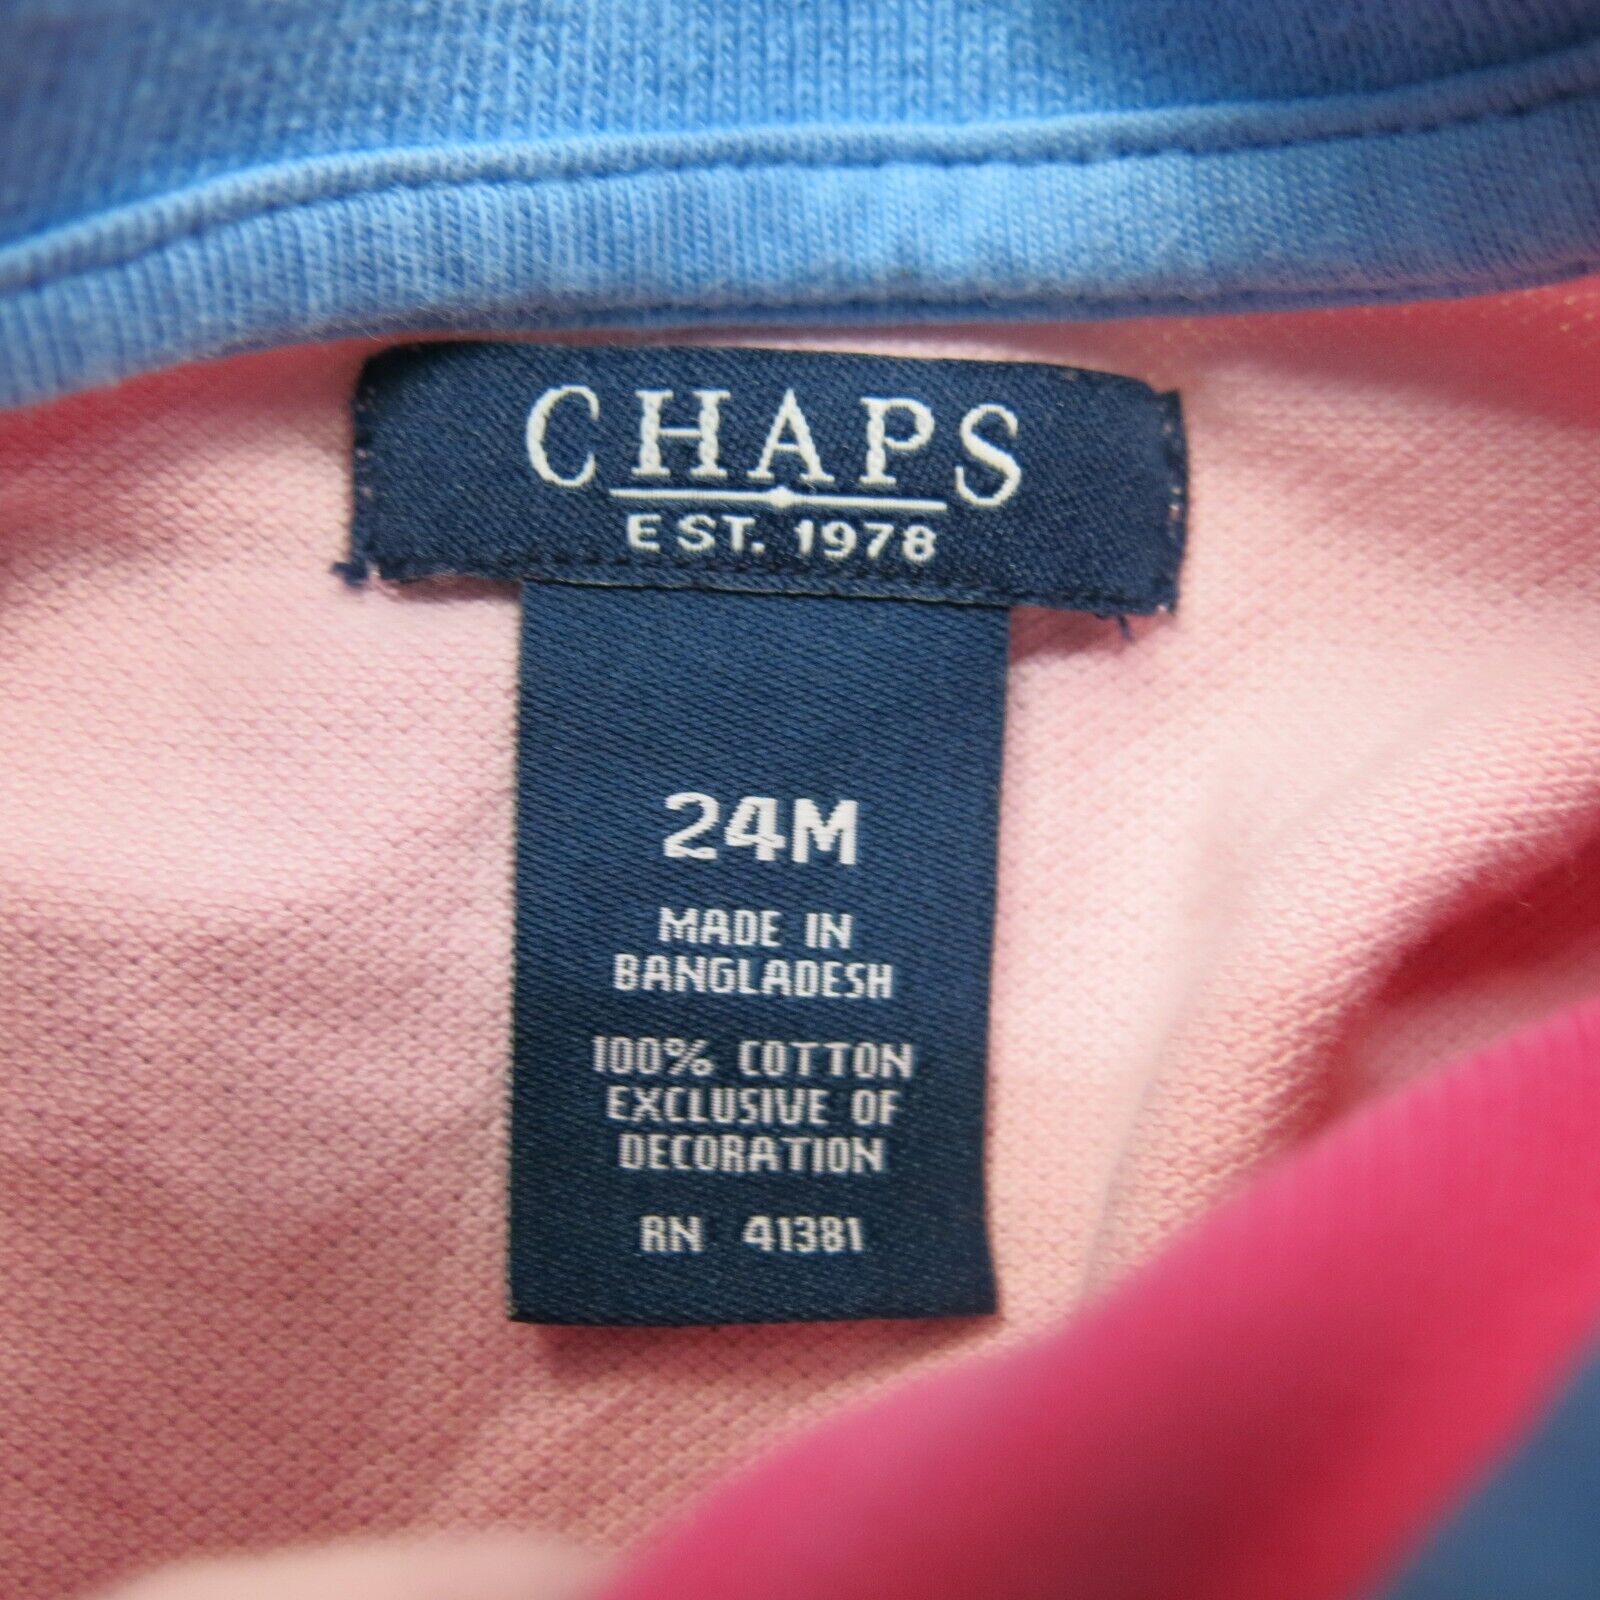 CHAPS
EST. 1978
24M
MADE IN
BANGLADESH
100% COTTON
EXCLUSIVE OF
DECORATION
RN 41381